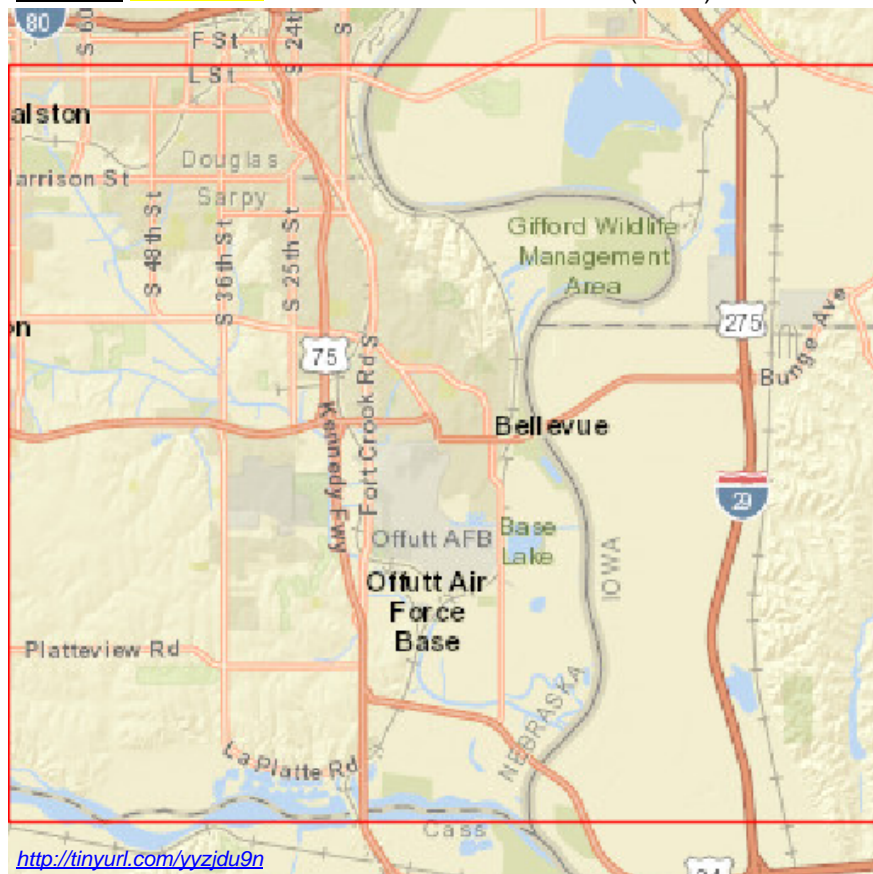 80
S 60
F St
S 24th
S
L St
alston
Douglas
Harrison St
Sarpy
S 48th St
S 36th St
S 25th St
Gifford Wildlife
Management
Area
275
Bunge Ave
75
Kennedy Fwy
Fort Crook Rd S
Bellevue
29
Offutt AFB
Base
Lake
IOWA
Offutt Air
Force
Base
Platteview Rd
NEBRASKA
La Platte Rd
Cass
http://tinyurl.com/yyzjdu9n